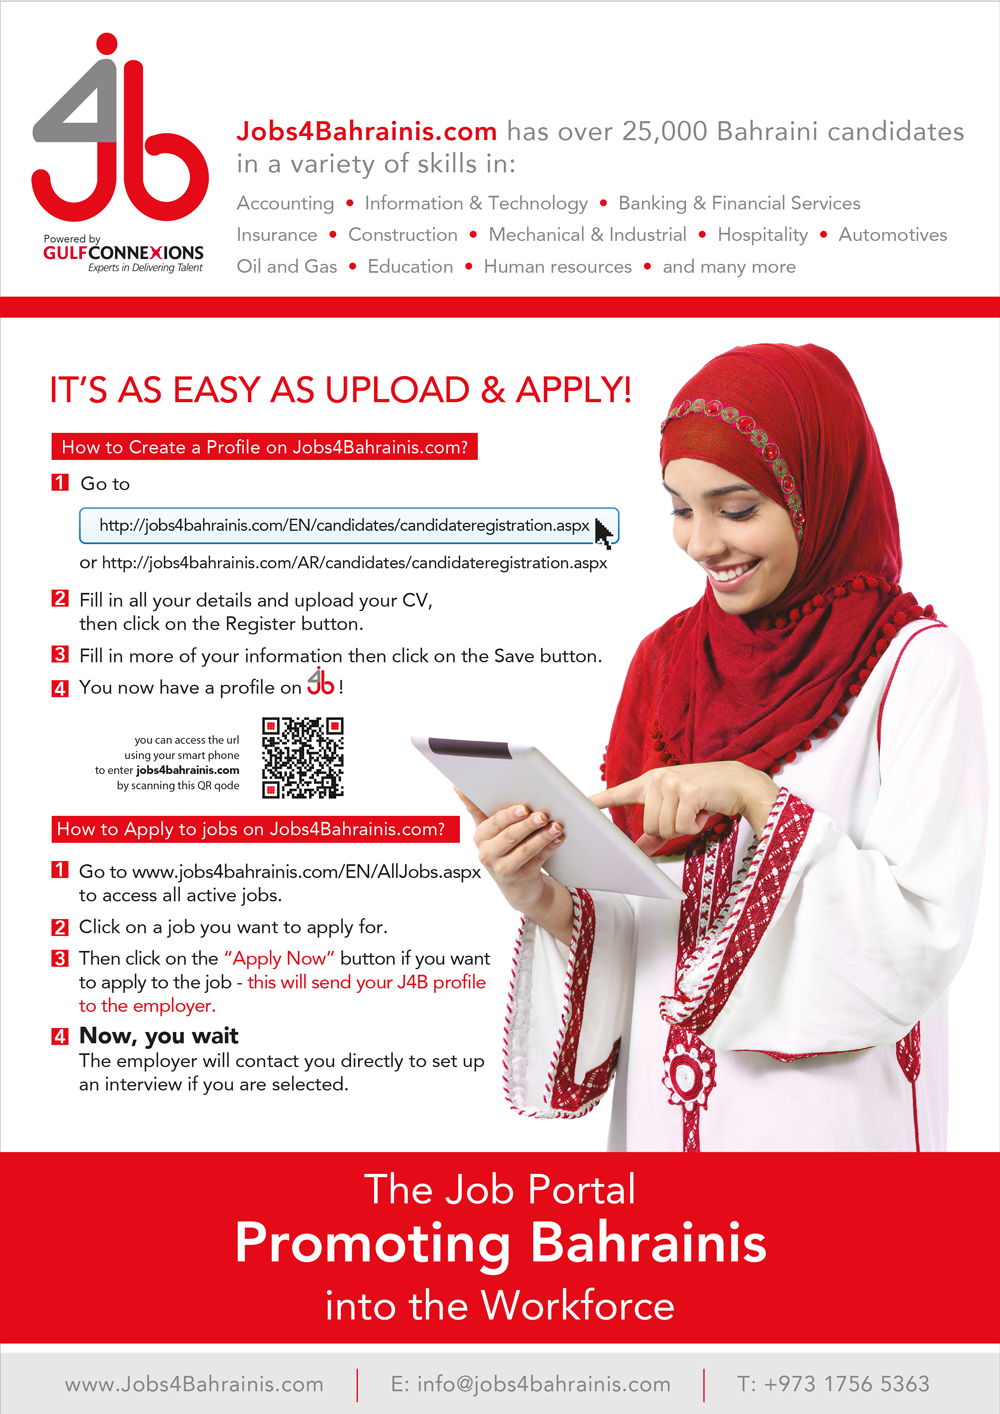 4Jb
Powered by
GULFCONNEXIONS
Experts in Delivering Talent
Jobs4Bahrainis.com has over 25,000 Bahraini candidates
in a variety of skills in:
Accounting • Information & Technology • Banking & Financial Services
Insurance • Construction • Mechanical & Industrial • Hospitality • Automotives
Oil and Gas • Education • Human resources • and many more
IT'S AS EASY AS UPLOAD & APPLY!
How to Create a Profile on Jobs4Bahrainis.com?
1 Go to
http://jobs4bahrainis.com/EN/candidates/candidateregistration.aspx
or http://jobs4bahrainis.com/AR/candidates/candidateregistration.aspx
2 Fill in all your details and upload your CV,
then click on the Register button.
3 Fill in more of your information then click on the Save button.
4 You now have a profile on J4b !
you can access the url
using your smart phone
to enter jobs4bahrainis.com
by scanning this QR qode
How to Apply to jobs on Jobs4Bahrainis.com?
1 Go to www.jobs4bahrainis.com/EN/AllJobs.aspx
to access all active jobs.
2 Click on a job you want to apply for.
3 Then click on the “Apply Now” button if you want
to apply to the job - this will send your J4B profile
to the employer.
4 Now, you wait
The employer will contact you directly to set up
an interview if you are selected.
The Job Portal
Promoting Bahrainis
into the Workforce
www.Jobs4Bahrainis.com | E: info@jobs4bahrainis.com | T: +973 1756 5363